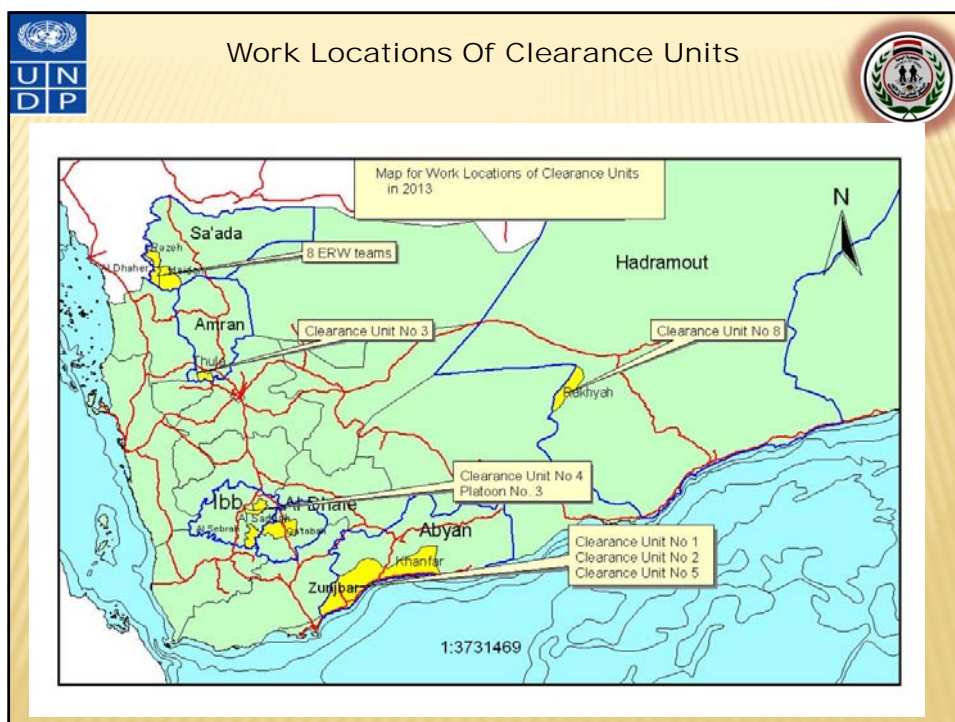 Work Locations Of Clearance Units
U N
D P
Map for Work Locations of Clearance Units
in 2013
N
Sa'ada
Razeh
Al Dhaher
Haidan
8 ERW teams
Hadramout
Amran
Clearance Unit No 3
Clearance Unit No 8
Thula
Rakhyah
Clearance Unit No 4
Platoon No. 3
Ibb
Al Dhale
Al Saddah
Al Sabrah
Qatabah
Abyan
Clearance Unit No 1
Clearance Unit No 2
Clearance Unit No 5
Khanfar
Zunjbar
1:3731469